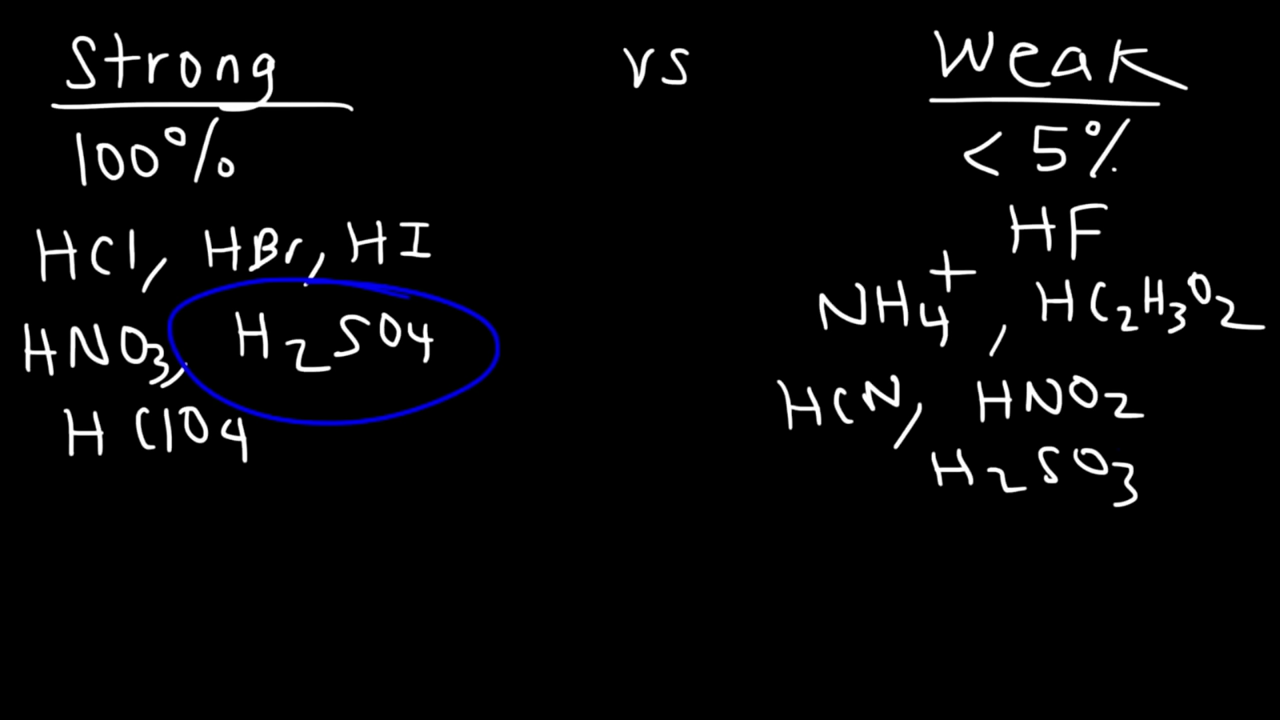 Strong vs Weak
100% < 5%
HCl, HBr, HI HF
HNO3, H2SO4 NH4+, HC2H3O2
HClO4 HCN, HNO2
H2SO3